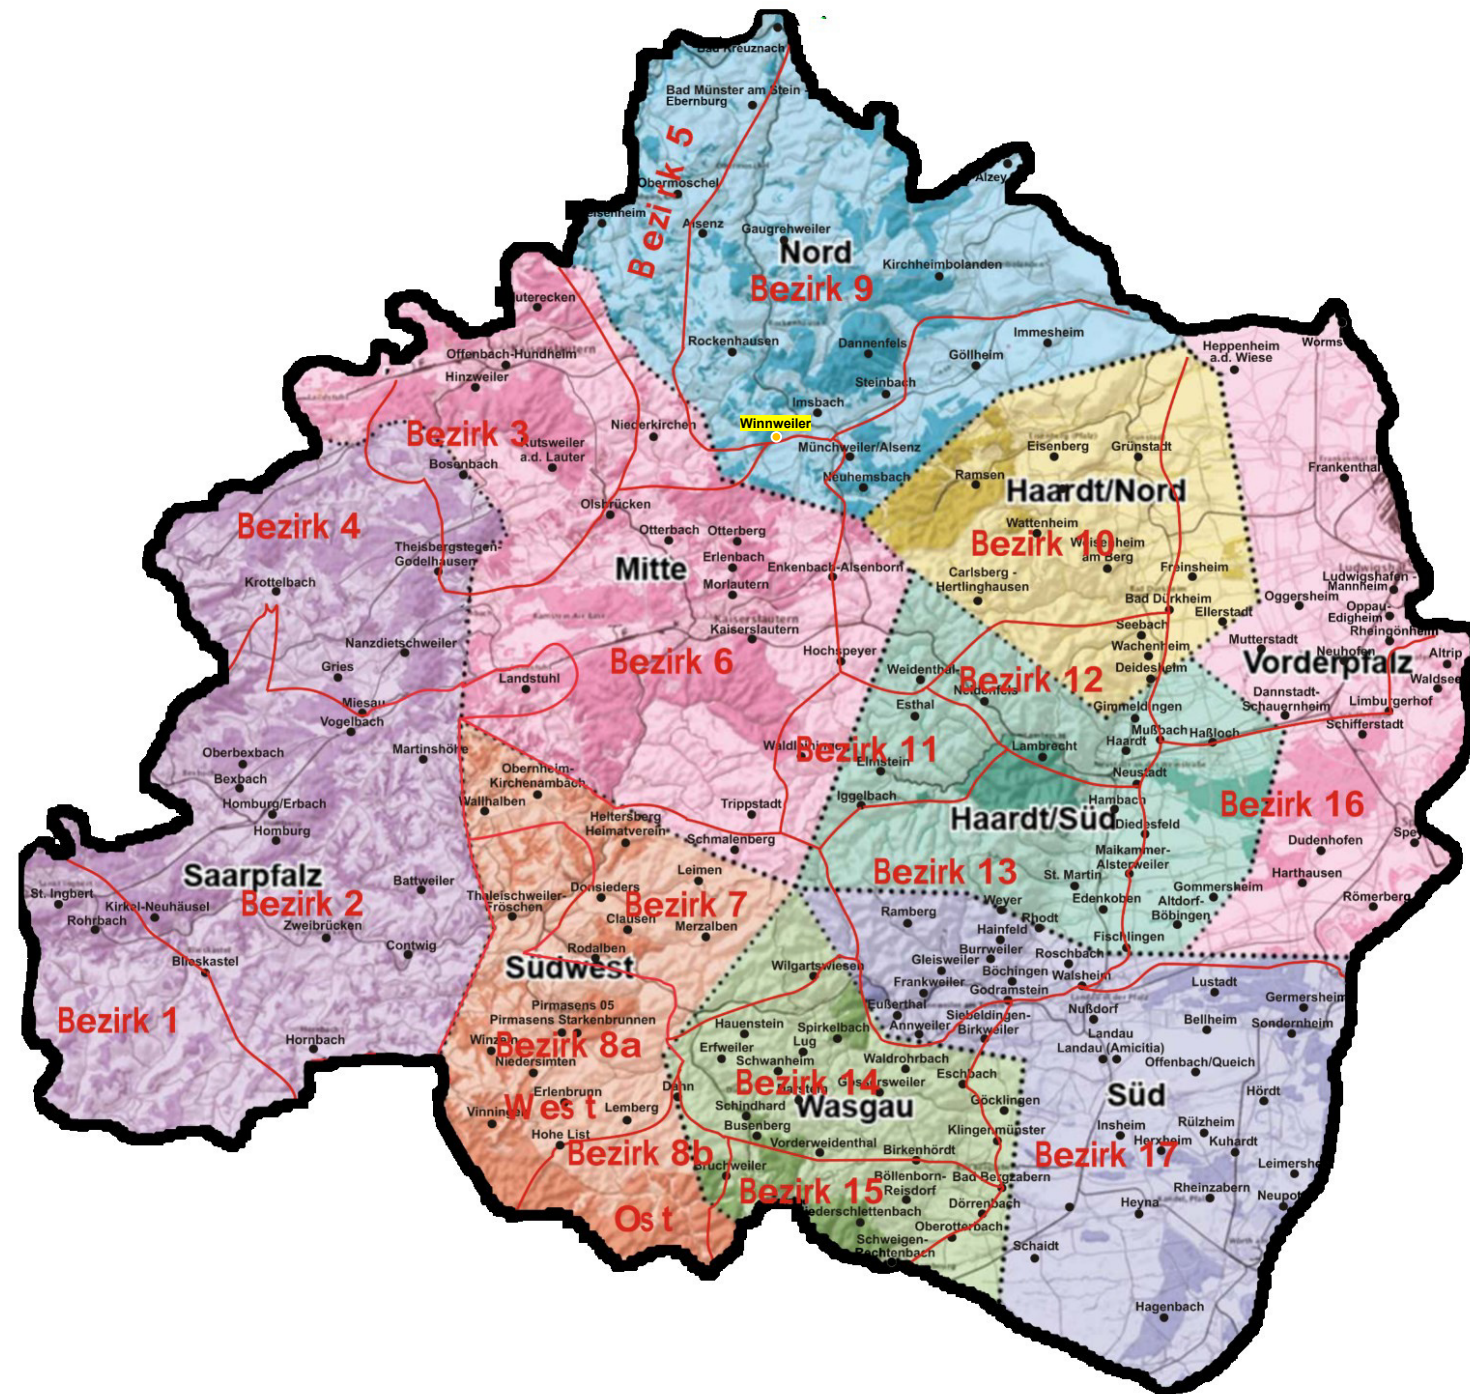 Bad Kreuznach
Bad Münster am Stein -
Ebernburg
Bezirk 5
Obermoschel
Alsenz
Gaugrehweiler
Nord
Bezirk 9
Kirchheimbolanden
Alzey
Rockenhausen
Dannenfels
Immesheim
Göllheim
Steinbach
Imsbach
Winnweiler
Münchweiler/Alsenz
Neuhemsbach
Heppenheim
a.d. Wiese
Worms
Offenbach-Hundheim
Hinzweiler
Bezirk 3
a.d. Lauter
Bosenbach
Niederkirchen
Olsbrücken
Eisenberg
Grünstadt
Ramsen
Haardt/Nord
Wattenheim
Bezirk 10
am Berg
Carlsberg -
Hertlinghausen
Freinsheim
Bad Dürkheim
Ellerstadt
Seebach
Wachenheim
Deidesheim
Frankenthal
Ludwigshafen -
Mannheim
Oggersheim
Oppau-
Edigheim
Rheingönheim
Mutterstadt
Neuhofen
Altrip
Vorderpfalz
Waldsee
Dannstadt-
Schauernheim
Limburgerhof
Schifferstadt
Bezirk 4
Theisbergstegen-
Godelhausen
Krottelbach
Nanzdietschweiler
Gries
Miesau
Vogelbach
Otterbach
Otterberg
Mitte
Erlenbach
Morlautern
Enkenbach-Alsenborn
Kaiserslautern
Bezirk 6
Hochspeyer
Landstuhl
Weidenthal
Bezirk 12
Neidenfels
Esthal
Gimmeldingen
Mußbach
Haßloch
Haardt
Bezirk 11
Lambrecht
Elmstein
Neustadt
Iggelbach
Hambach
Haardt/Süd
Diedesfeld
Maikammer-
Alsterweiler
Bezirk 13
St. Martin
Edenkoben
Gommersheim
Altdorf-
Böbingen
Bezirk 16
Dudenhofen
Harthausen
Römerberg
Oberbexbach
Bexbach
Homburg/Erbach
Homburg
Martinshöhe
Saarpfalz
Bezirk 2
Battweiler
St. Ingbert
Rohrbach
Kirkel-Neuhäusel
Zweibrücken
Contwig
Blieskastel
Bezirk 1
Hornbach
Obernheim-
Kirchenambach
Wallhalben
Heltersberg
Heimatverein
Trippstadt
Schmalenberg
Leimen
Donsieders
Bezirk 7
Thaleischweiler-
Fröschen
Clausen
Merzalben
Rodalben
Südwest
Pirmasens 05
Pirmasens Starkenbrunnen
Winzeln
Bezirk 8a
Niedersimten
Erlenbrunn
West
Lemberg
Vinningen
Hohe List
Bezirk 8b
Ost
Wilgartswiesen
Hauenstein
Spirkelbach
Lug
Erfweiler
Schwanheim
Waldrohrbach
Bezirk 14
Gossersweiler
Dahn
Wasgau
Schindhard
Busenberg
Vorderweidenthal
Birkenhördt
Bruchweiler
Bezirk 15
Böllenborn-
Reisdorf
Bad Bergzabern
Dörrenbach
Oberotterbach
Schweigen-
Rechtenbach
Eschbach
Göcklingen
Klingenmünster
Ramberg
Weyer
Rhodt
Hainfeld
Burrweiler
Fischlingen
Gleisweiler
Roschbach
Böchingen
Walsheim
Frankweiler
Godramstein
Eußerthal
Siebeldingen-
Birkweiler
Annweiler
Nußdorf
Landau
Landau (Amicitia)
Lustadt
Germersheim
Bellheim
Sondernheim
Offenbach/Queich
Süd
Hördt
Insheim
Rülzheim
Herxheim
Kuhardt
Bezirk 17
Rheinzabern
Heyna
Schaidt
Hagenbach